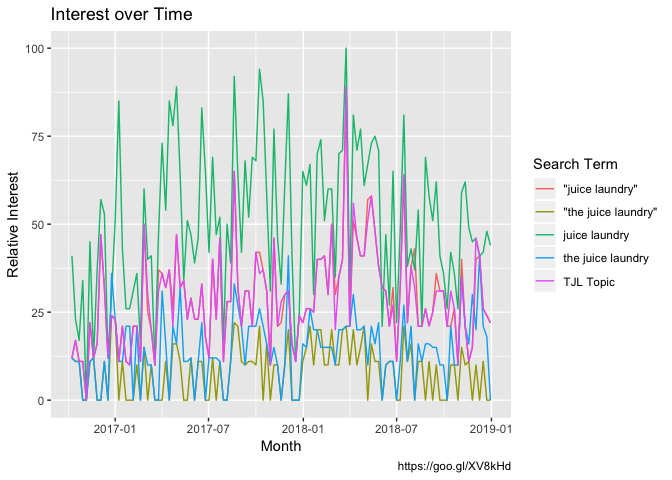 Interest over Time
100
75
50
25
0
Relative Interest
2017-01
2017-07
2018-01
2018-07
2019-01
Month
Search Term
"juice laundry"
"the juice laundry"
juice laundry
the juice laundry
TJL Topic
https://goo.gl/XV8kHd